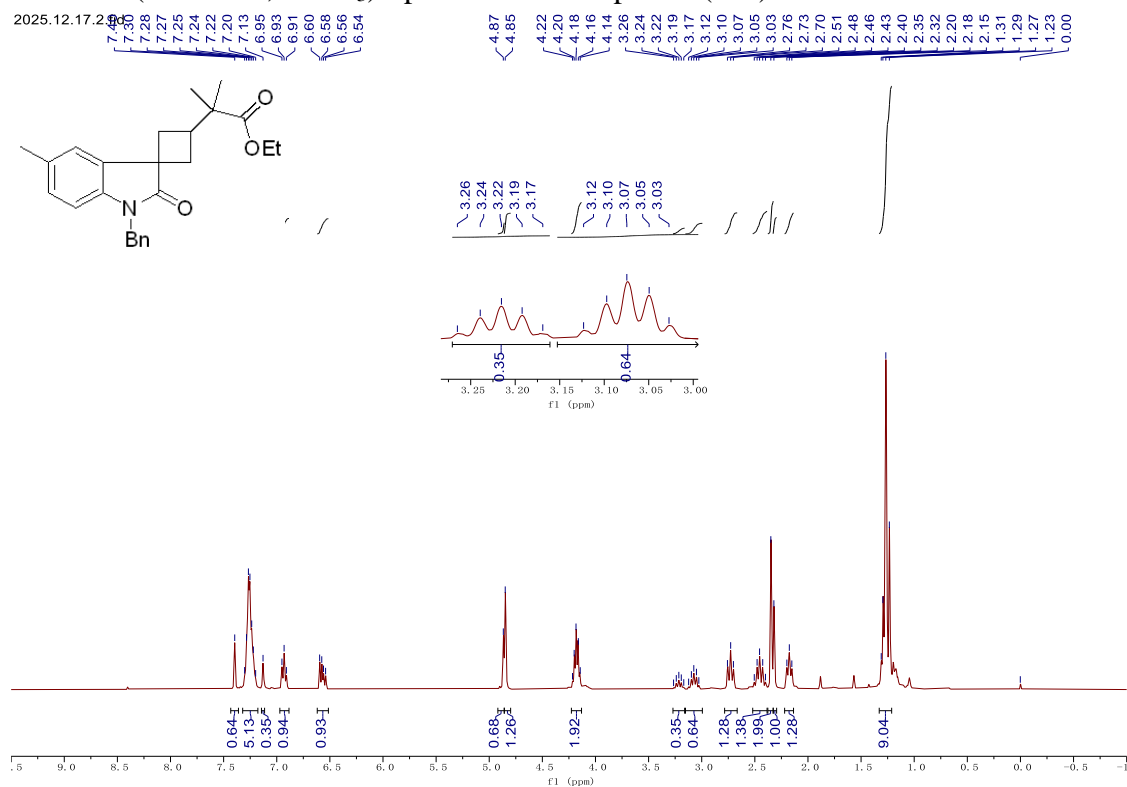 2025.12.17.2.9d
7.40 7.30 7.28 7.27 7.25 7.24 7.22 7.20 7.13 6.95 6.93 6.91 6.60 6.58 6.56 6.54 4.87 4.85 4.22 4.20 4.18 4.16 4.14 3.26 3.24 3.22 3.19 3.17 3.12 3.10 3.07 3.05 3.03 2.76 2.73 2.70 2.51 2.48 2.46 2.43 2.40 2.35 2.32 2.20 2.18 2.15 1.31 1.29 1.27 1.23 0.00
O
OEt
O
N
Bn
3.26 3.24 3.22 3.19 3.17 3.12 3.10 3.07 3.05 3.03
0.35 0.64
3.25 3.20 3.15 3.10 3.05 3.00
f1 (ppm)
0.64 5.13 0.35 0.94 0.93 0.68 1.26 1.92 0.35 0.64 1.28 1.38 1.99 1.00 1.28 9.04
.5 9.0 8.5 8.0 7.5 7.0 6.5 6.0 5.5 5.0 4.5 4.0 3.5 3.0 2.5 2.0 1.5 1.0 0.5 0.0 -0.5 -1
f1 (ppm)